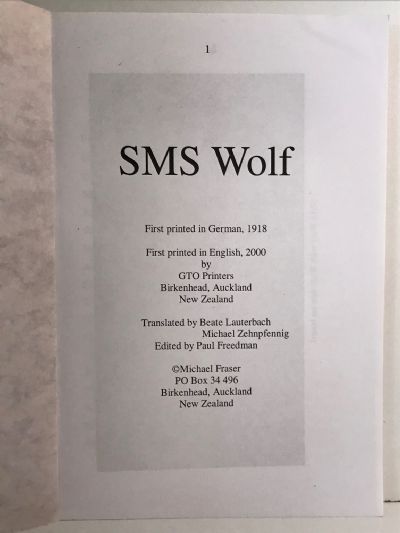 1
SMS Wolf
First printed in German, 1918
First printed in English, 2000
by
GTO Printers
Birkenhead, Auckland
New Zealand
Translated by Beate Lauterbach
Michael Zehnpfennig
Edited by Paul Freedman
©Michael Fraser
PO Box 34 496
Birkenhead, Auckland
New Zealand